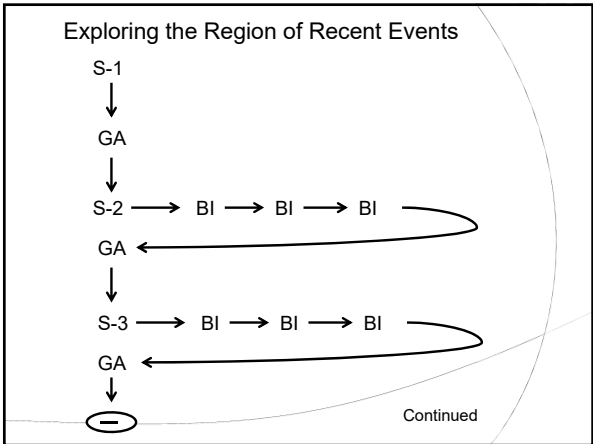 Exploring the Region of Recent Events
S-1
GA
S-2 BI BI BI
GA
S-3 BI BI BI
GA
–
Continued